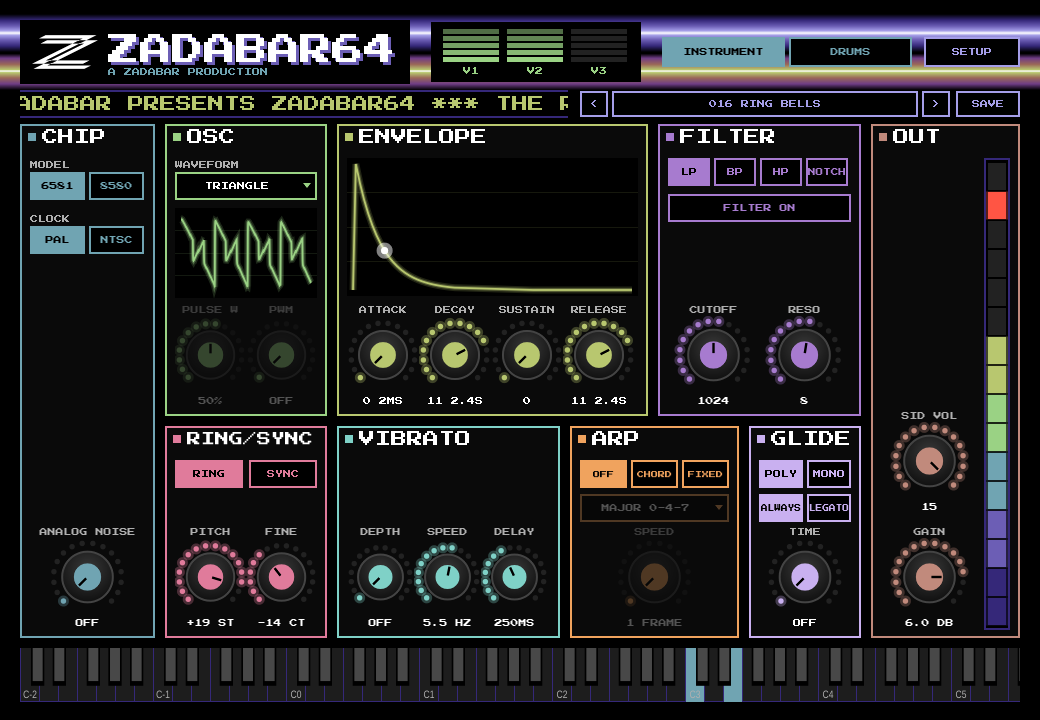 ZADABAR64
A ZADABAR PRODUCTION
V1 V2 V3
INSTRUMENT DRUMS SETUP
ADABAR PRESENTS ZADABAR64 *** THE R
< 016 RING BELLS > SAVE
CHIP
MODEL
6581 8580
CLOCK
PAL NTSC
ANALOG NOISE
OFF
OSC
WAVEFORM
TRIANGLE
PULSE W PWM
50% OFF
ENVELOPE
ATTACK DECAY SUSTAIN RELEASE
0 2MS 11 2.4S 0 11 2.4S
FILTER
LP BP HP NOTCH
FILTER ON
CUTOFF RESO
1024 8
OUT
SID VOL
15
GAIN
6.0 DB
RING/SYNC
RING SYNC
PITCH FINE
+19 ST -14 CT
VIBRATO
DEPTH SPEED DELAY
OFF 5.5 HZ 250MS
ARP
OFF CHORD FIXED
MAJOR 0-4-7
SPEED
1 FRAME
GLIDE
POLY MONO
ALWAYS LEGATO
TIME
OFF
C-2 C-1 C0 C1 C2 C3 C4 C5